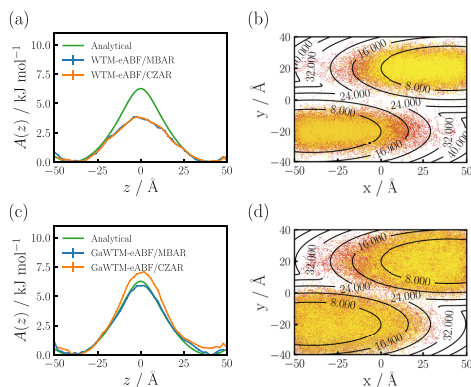 (a)
A(z) / kJ mol⁻¹
10.0
7.5
5.0
2.5
0.0
Analytical
WTM-eABF/MBAR
WTM-eABF/CZAR
−50 −25 0 25 50
z / Å
(b)
y / Å
40
20
0
−20
−40
40.000
32.000
16.000
8.000
24.000
24.000
8.000
16.000
32.000
40.000
−50 −25 0 25 50
x / Å
(c)
A(z) / kJ mol⁻¹
10.0
7.5
5.0
2.5
0.0
Analytical
GaWTM-eABF/MBAR
GaWTM-eABF/CZAR
−50 −25 0 25 50
z / Å
(d)
y / Å
40
20
0
−20
−40
32.000
16.000
8.000
24.000
24.000
8.000
16.000
32.000
−50 −25 0 25 50
x / Å